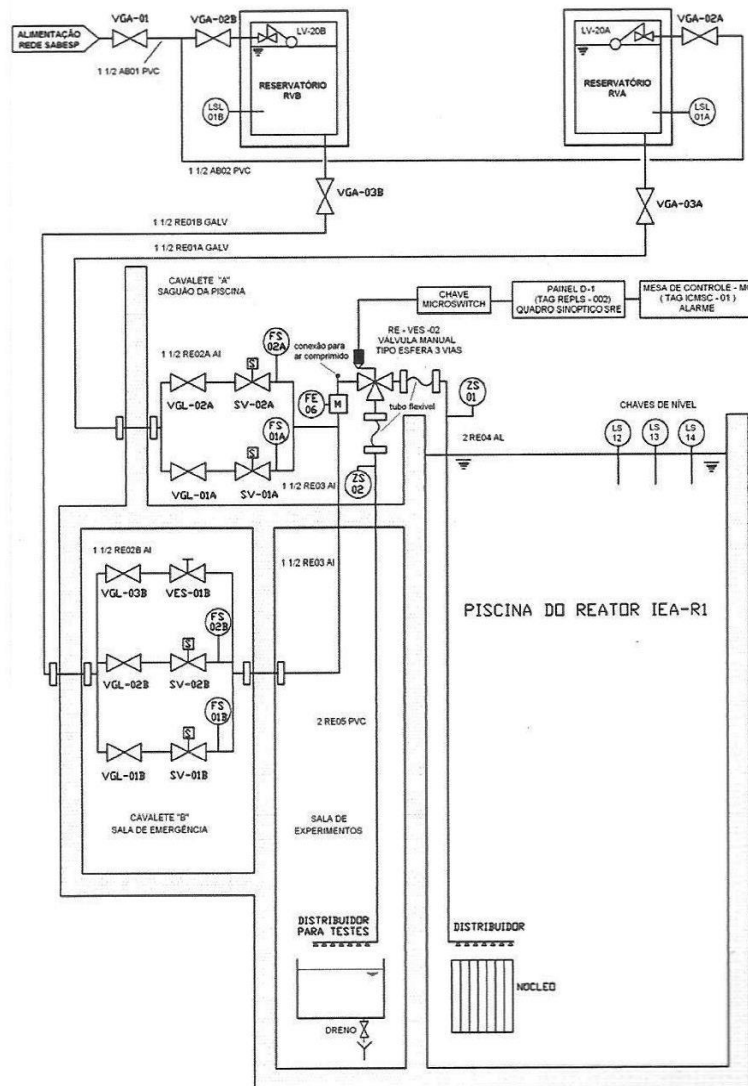 VGA-01
VGA-02B
LV-20B
LV-20A
VGA-02A
ALIMENTAÇÃO
REDE SABESP
1 1/2 AB01 PVC
RESERVATÓRIO
RVB
RESERVATÓRIO
RVA
LSL
01B
LSL
01A
1 1/2 AB02 PVC
VGA-03B
VGA-03A
1 1/2 RE01B GALV
1 1/2 RE01A GALV
CAVALETE "A"
SAGUÃO DA PISCINA
CHAVE
MICROSWITCH
PAINEL D-1
(TAG REPLS - 002)
QUADRO SINOPTICO SRE
MESA DE CONTROLE - MC
( TAG ICMSC - 01 )
ALARME
RE - VES -02
VÁLVULA MANUAL
TIPO ESFERA 3 VIAS
conexão para
ar comprimido
FS
02A
1 1/2 RE02A AI
S
VGL-02A
SV-02A
FE
06
M
tubo flexivel
ZS
01
CHAVES DE NÍVEL
LS
12
LS
13
LS
14
FS
01A
S
2 RE04 AL
VGL-01A
SV-01A
1 1/2 RE03 AI
ZS
02
1 1/2 RE02B AI
1 1/2 RE03 AI
VGL-03B
VES-01B
PISCINA DO REATOR IEA-R1
FS
02B
S
VGL-02B
SV-02B
FS
01B
S
2 RE05 PVC
VGL-01B
SV-01B
CAVALETE "B"
SALA DE EMERGÊNCIA
SALA DE
EXPERIMENTOS
DISTRIBUIDOR
PARA TESTES
DISTRIBUIDOR
NÚCLEO
DRENO